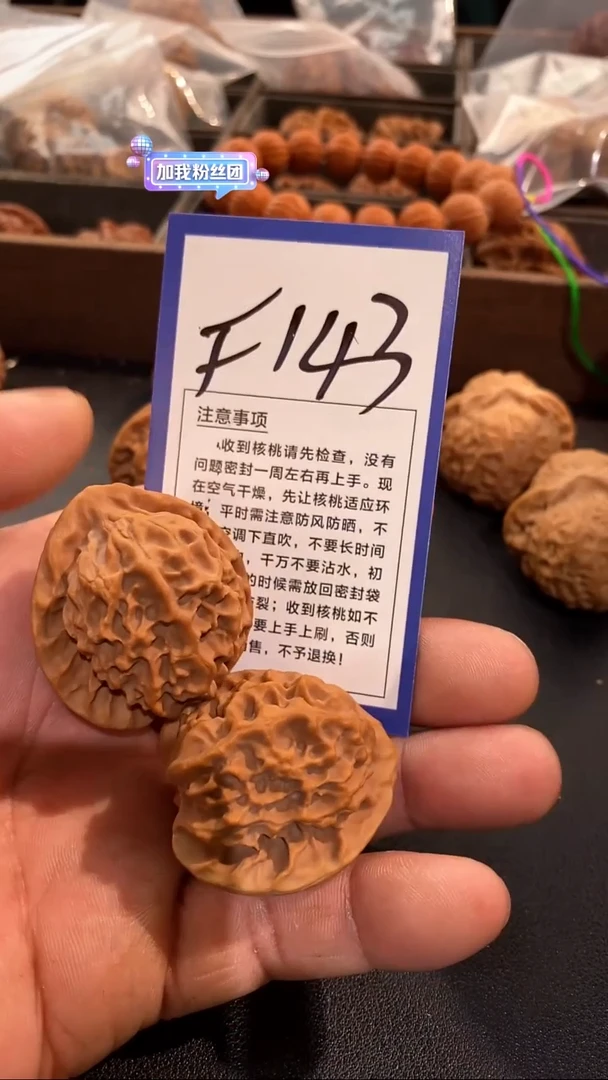 加我粉丝团
F143
注意事项
收到核桃请先检查，没有
问题密封一周左右再上手。现
在空气干燥，先让核桃适应环
平时需注意防风防晒，不
空调下直吹，不要长时间
，千万不要沾水，初
的时候需放回密封袋
裂；收到核桃如不
要上手上刷，否则
售，不予退换！